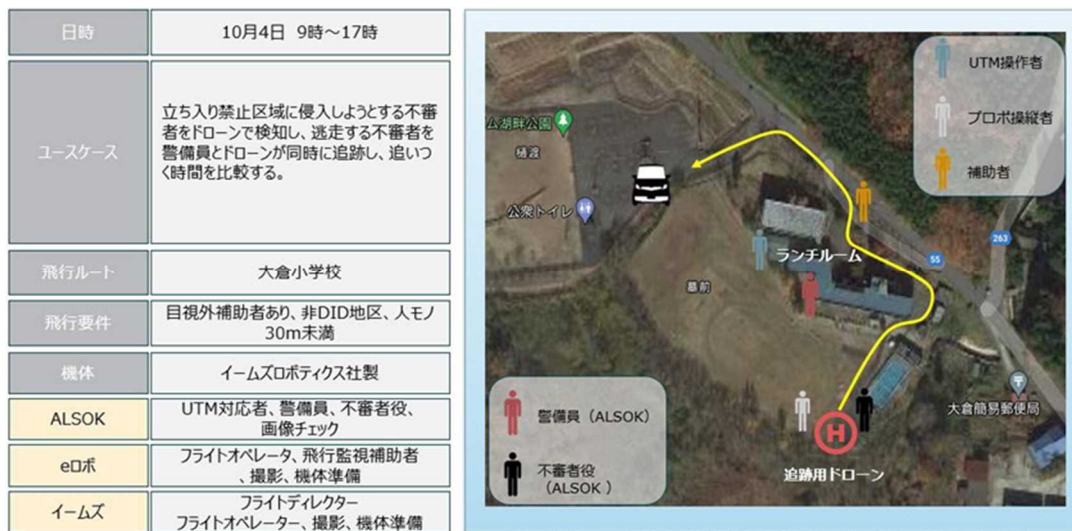 日時
10月4日 9時～17時
ユースケース
立ち入り禁止区域に侵入しようとする不審
者をドローンで検知し、逃走する不審者を
警備員とドローンが同時に追跡し、追いつ
く時間を比較する。
飛行ルート
大倉小学校
飛行要件
目視外補助者あり、非DID地区、人モノ
30m未満
機体
イームズロボティクス社製
ALSOK
UTM対応者、警備員、不審者役、
画像チェック
eロボ
フライトオペレータ、飛行監視補助者
、撮影、機体準備
イームズ
フライトディレクター
フライトオペレーター、撮影、機体準備
UTM操作者
プロポ操縦者
補助者
ム湖畔公園
樋渡
公衆トイレ
ランチルーム
墓前
263
55
大倉簡易郵便局
警備員（ALSOK）
不審者役
（ALSOK ）
H
追跡用ドローン